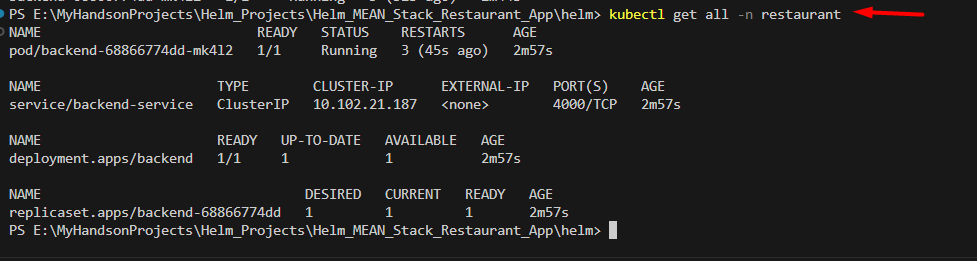 PS E:\MyHandsonProjects\Helm_Projects\Helm_MEAN_Stack_Restaurant_App\helm> kubectl get all -n restaurant
NAME READY STATUS RESTARTS AGE
pod/backend-68866774dd-mk4l2 1/1 Running 3 (45s ago) 2m57s
NAME TYPE CLUSTER-IP EXTERNAL-IP PORT(S) AGE
service/backend-service ClusterIP 10.102.21.187 <none> 4000/TCP 2m57s
NAME READY UP-TO-DATE AVAILABLE AGE
deployment.apps/backend 1/1 1 1 2m57s
NAME DESIRED CURRENT READY AGE
replicaset.apps/backend-68866774dd 1 1 1 2m57s
PS E:\MyHandsonProjects\Helm_Projects\Helm_MEAN_Stack_Restaurant_App\helm>